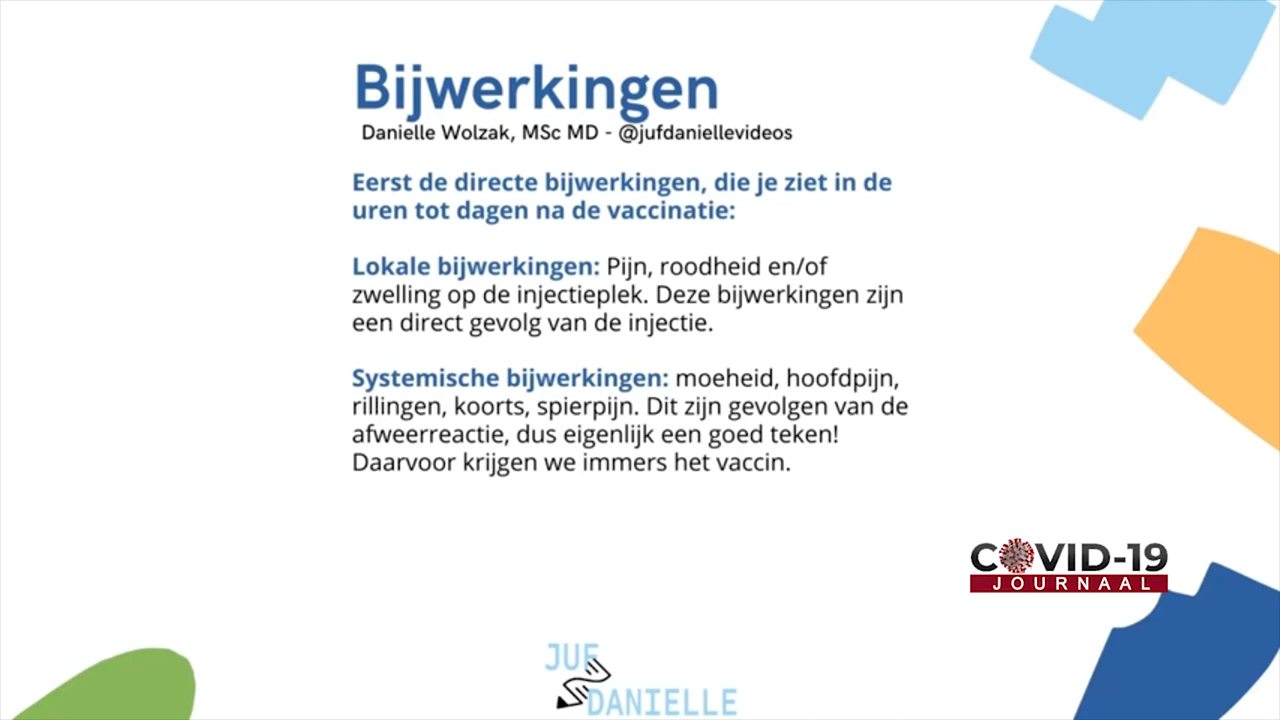 Bijwerkingen
Danielle Wolzak, MSc MD - @jufdaniellevideos
Eerst de directe bijwerkingen, die je ziet in de
uren tot dagen na de vaccinatie:
Lokale bijwerkingen: Pijn, roodheid en/of
zwelling op de injectieplek. Deze bijwerkingen zijn
een direct gevolg van de injectie.
Systemische bijwerkingen: moeheid, hoofdpijn,
rillingen, koorts, spierpijn. Dit zijn gevolgen van de
afweerreactie, dus eigenlijk een goed teken!
Daarvoor krijgen we immers het vaccin.
COVID-19
JOURNAAL
JUF
DANIELLE